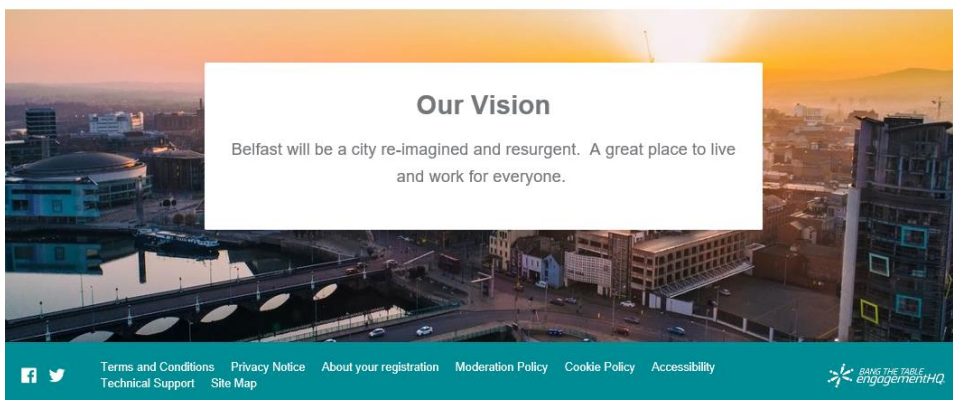 Our Vision
Belfast will be a city re-imagined and resurgent.  A great place to live
and work for everyone.
Terms and Conditions Privacy Notice About your registration Moderation Policy Cookie Policy Accessibility
Technical Support Site Map
BANG THE TABLE
engagementHQ.